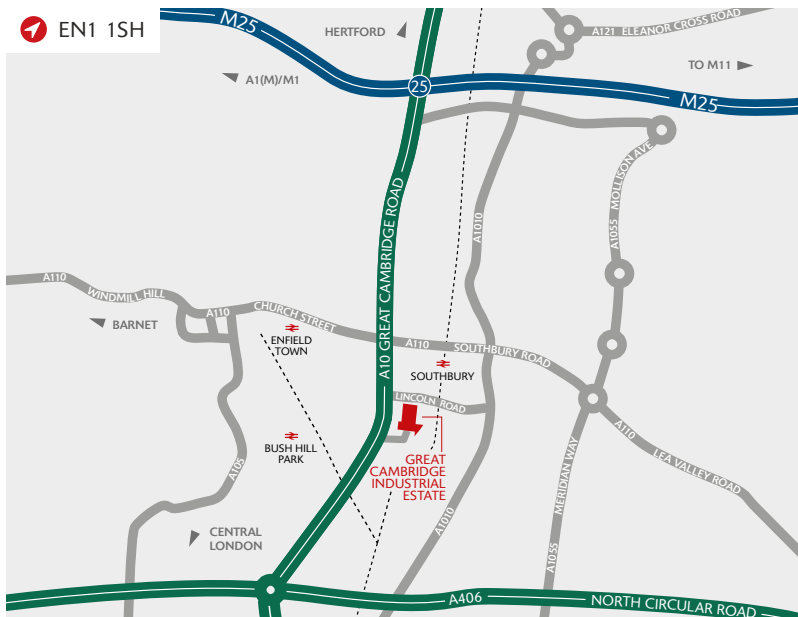 EN1 1SH
HERTFORD
M25
A121 ELEANOR CROSS ROAD
TO M11
A1(M)/M1
25
M25
MOLLISON AVE
A10 GREAT CAMBRIDGE ROAD
A1010
A1055
A110
WINDMILL HILL
A110
CHURCH STREET
BARNET
ENFIELD
TOWN
A110
SOUTHBURY ROAD
SOUTHBURY
LINCOLN ROAD
BUSH HILL
PARK
A105
GREAT
CAMBRIDGE
INDUSTRIAL
ESTATE
A110
LEA VALLEY ROAD
MERIDIAN WAY
A1010
CENTRAL
LONDON
A1055
A406
NORTH CIRCULAR ROAD